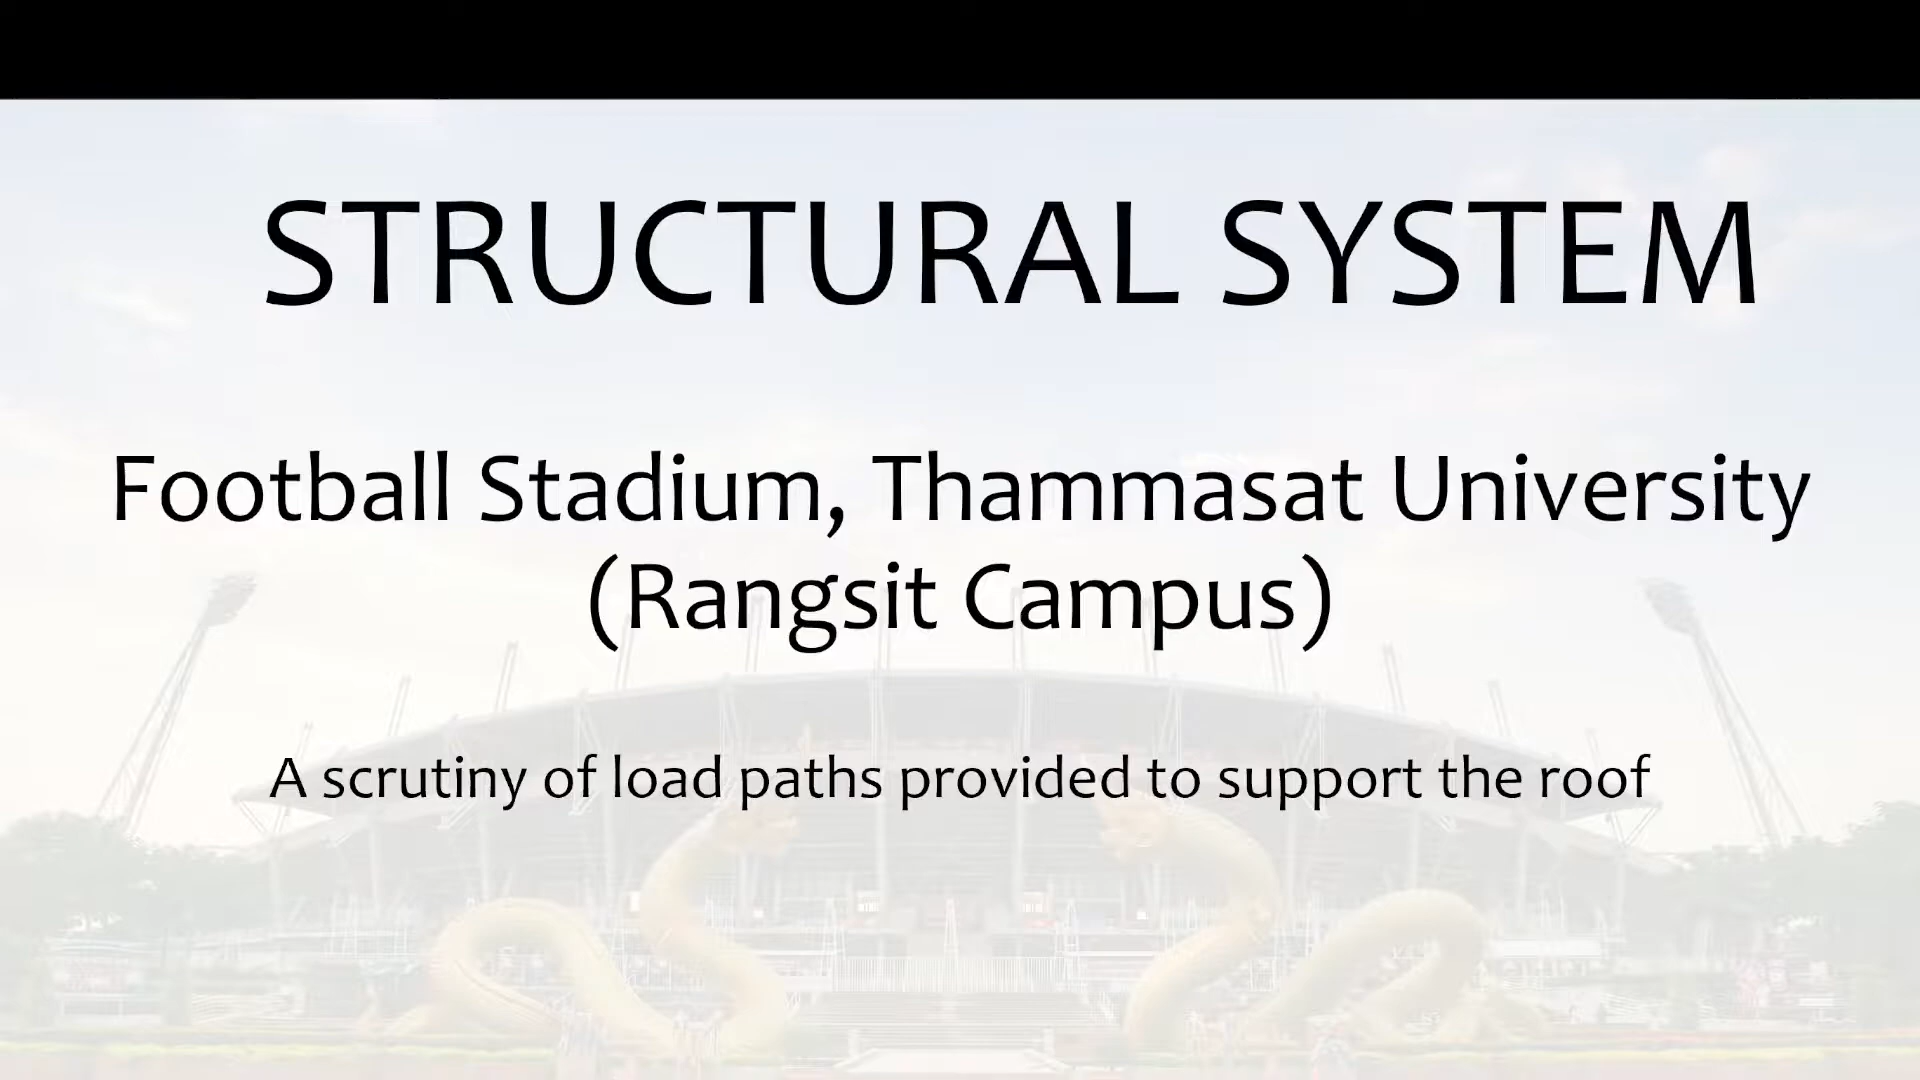 STRUCTURAL SYSTEM
Football Stadium, Thammasat University
(Rangsit Campus)
A scrutiny of load paths provided to support the roof